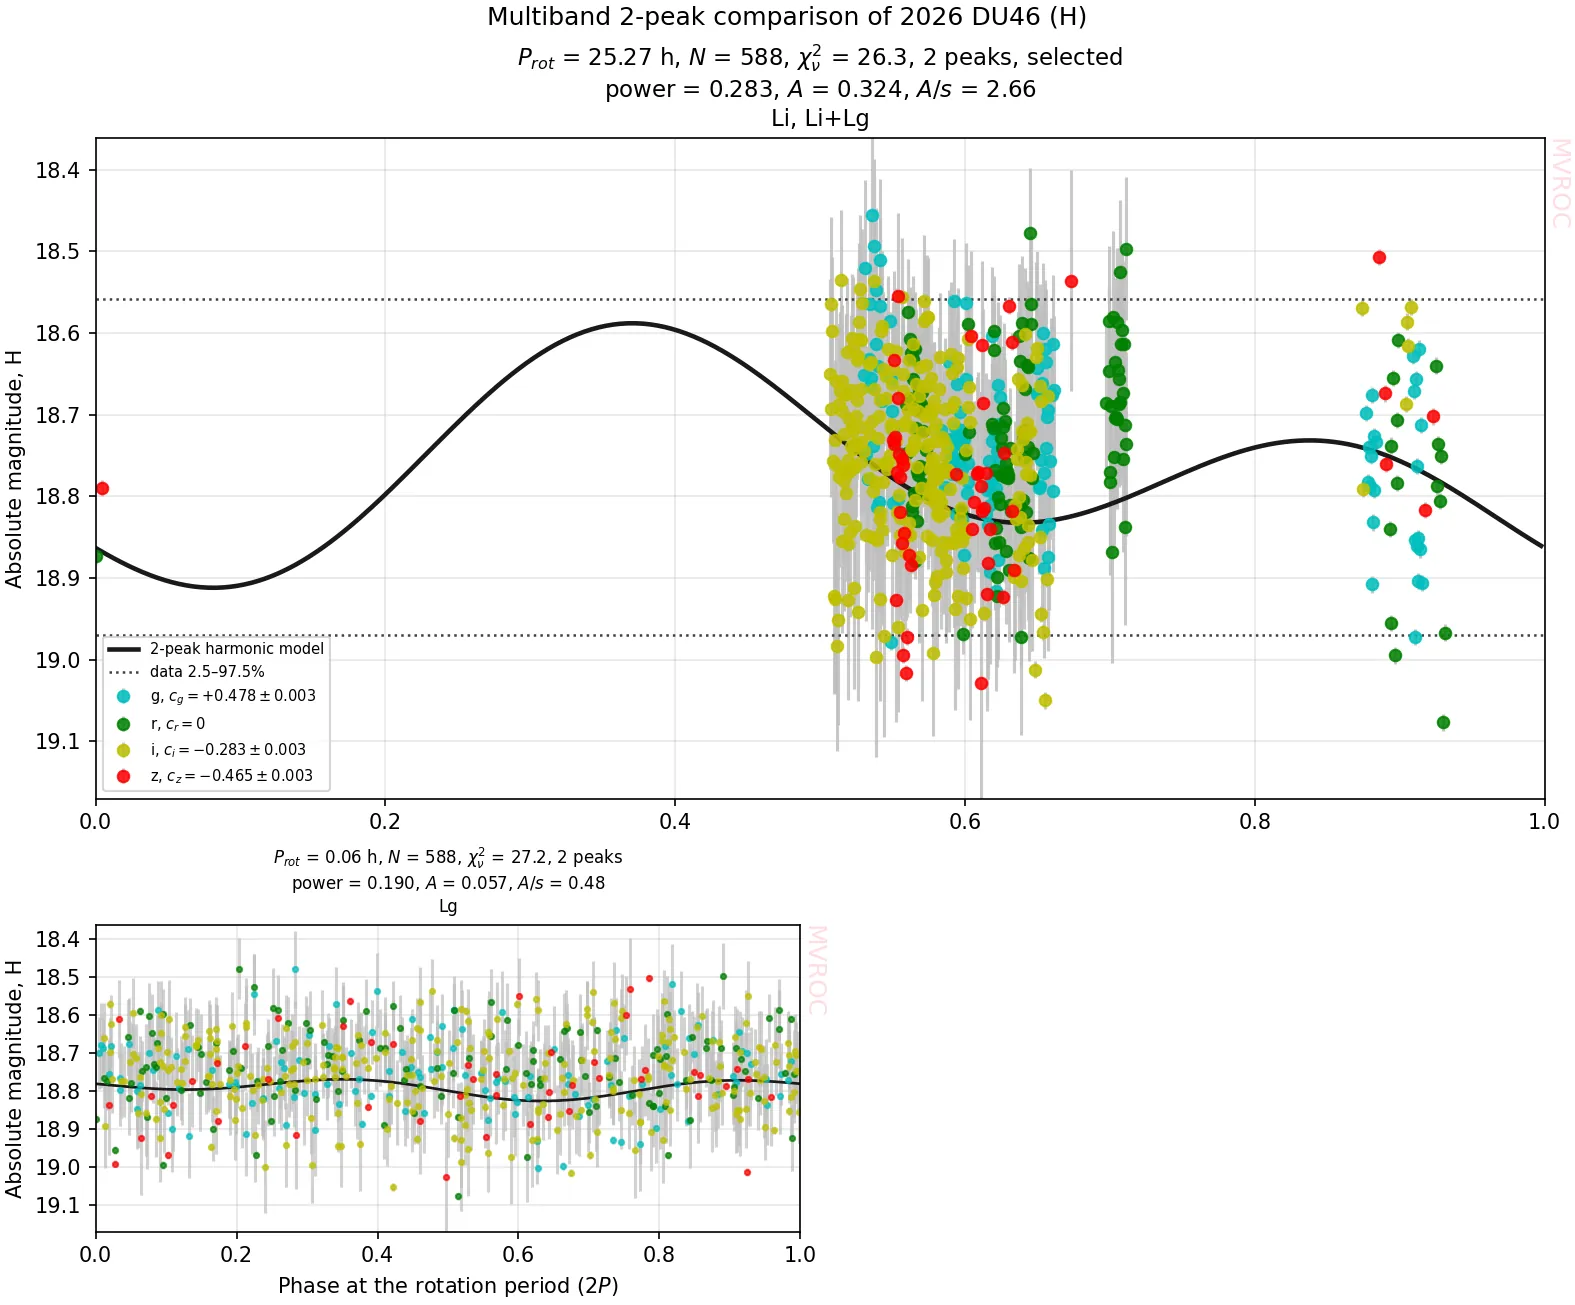 Multiband 2-peak comparison of 2026 DU46 (H)
P_rot = 25.27 h, N = 588, χ²_ν = 26.3, 2 peaks, selected
power = 0.283, A = 0.324, A/s = 2.66
Li, Li+Lg
MVROC
Absolute magnitude, H
18.4
18.5
18.6
18.7
18.8
18.9
19.0
19.1
2-peak harmonic model
data 2.5–97.5%
g, c_g = +0.478 ± 0.003
r, c_r = 0
i, c_i = −0.283 ± 0.003
z, c_z = −0.465 ± 0.003
0.0 0.2 0.4 0.6 0.8 1.0
P_rot = 0.06 h, N = 588, χ²_ν = 27.2, 2 peaks
power = 0.190, A = 0.057, A/s = 0.48
Lg
MVROC
Absolute magnitude, H
18.4
18.5
18.6
18.7
18.8
18.9
19.0
19.1
0.0 0.2 0.4 0.6 0.8 1.0
Phase at the rotation period (2P)